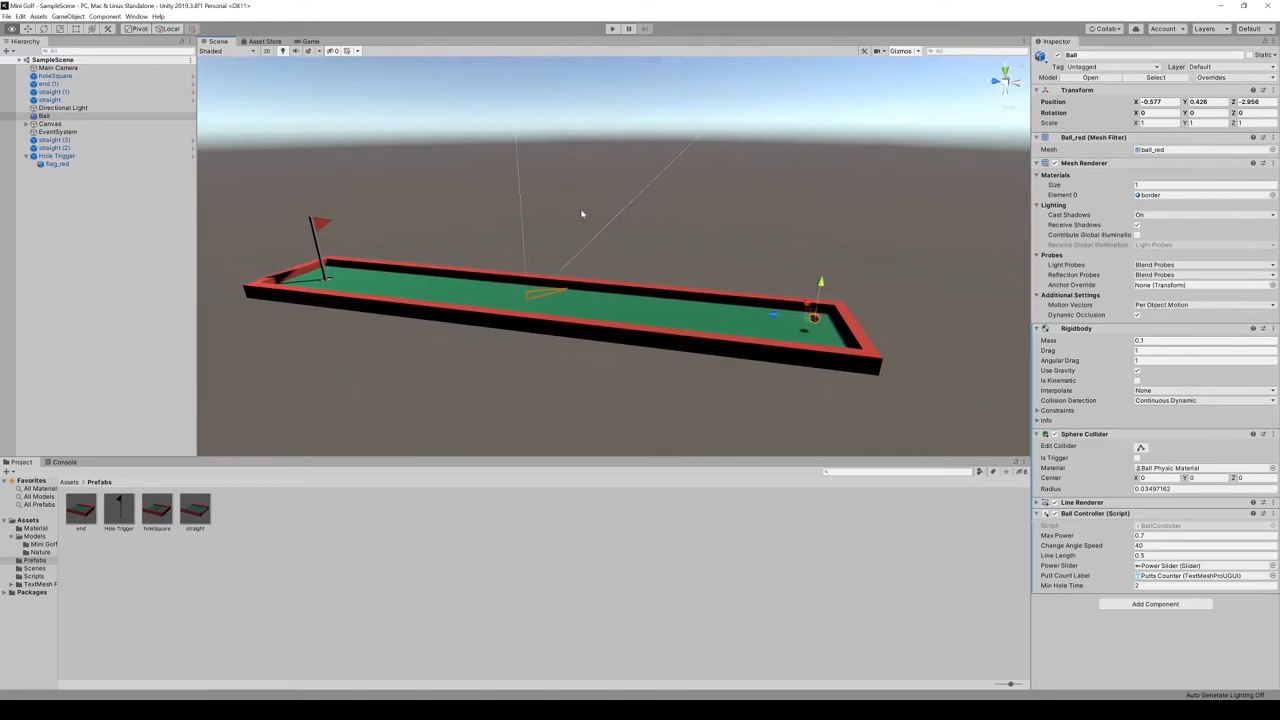 Mini Golf - SampleScene - PC, Mac & Linux Standalone - Unity 2019.3.8f1 Personal <DX11>
File Edit Assets GameObject Component Window Help
Pivot Local Collab Account Layers Default
Hierarchy
All
SampleScene
Main Camera
holeSquare
end (1)
straight (1)
straight
Directional Light
Ball
Canvas
EventSystem
straight (3)
straight (2)
Hole Trigger
flag_red
Scene Asset Store Game
Shaded 2D 0 Gizmos All
Inspector
Ball Static
Tag Untagged Layer Default
Model Open Select Overrides
Transform
Position X -0.577 Y 0.426 Z -2.956
Rotation X 0 Y 0 Z 0
Scale X 1 Y 1 Z 1
Ball_red (Mesh Filter)
Mesh ball_red
Mesh Renderer
Materials
Size 1
Element 0 border
Lighting
Cast Shadows On
Receive Shadows
Contribute Global Illuminatio
Receive Global Illumination Light Probes
Probes
Light Probes Blend Probes
Reflection Probes Blend Probes
Anchor Override None (Transform)
Additional Settings
Motion Vectors Per Object Motion
Dynamic Occlusion
Rigidbody
Mass 0.1
Drag 1
Angular Drag 1
Use Gravity
Is Kinematic
Interpolate None
Collision Detection Continuous Dynamic
Constraints
Info
Sphere Collider
Edit Collider
Is Trigger
Material Ball Physic Material
Center X 0 Y 0 Z 0
Radius 0.03497162
Line Renderer
Ball Controller (Script)
Script BallController
Max Power 0.7
Change Angle Speed 40
Line Length 0.5
Power Slider Power Slider (Slider)
Putt Count Label Putts Counter (TextMeshProUGUI)
Min Hole Time 2
Add Component
Project Console
8
Favorites
All Material
All Models
All Prefabs
Assets
Material
Models
Mini Golf
Nature
Prefabs
Scenes
Scripts
TextMesh P
Packages
Assets > Prefabs
end Hole Trigger holeSquare straight
Auto Generate Lighting Off